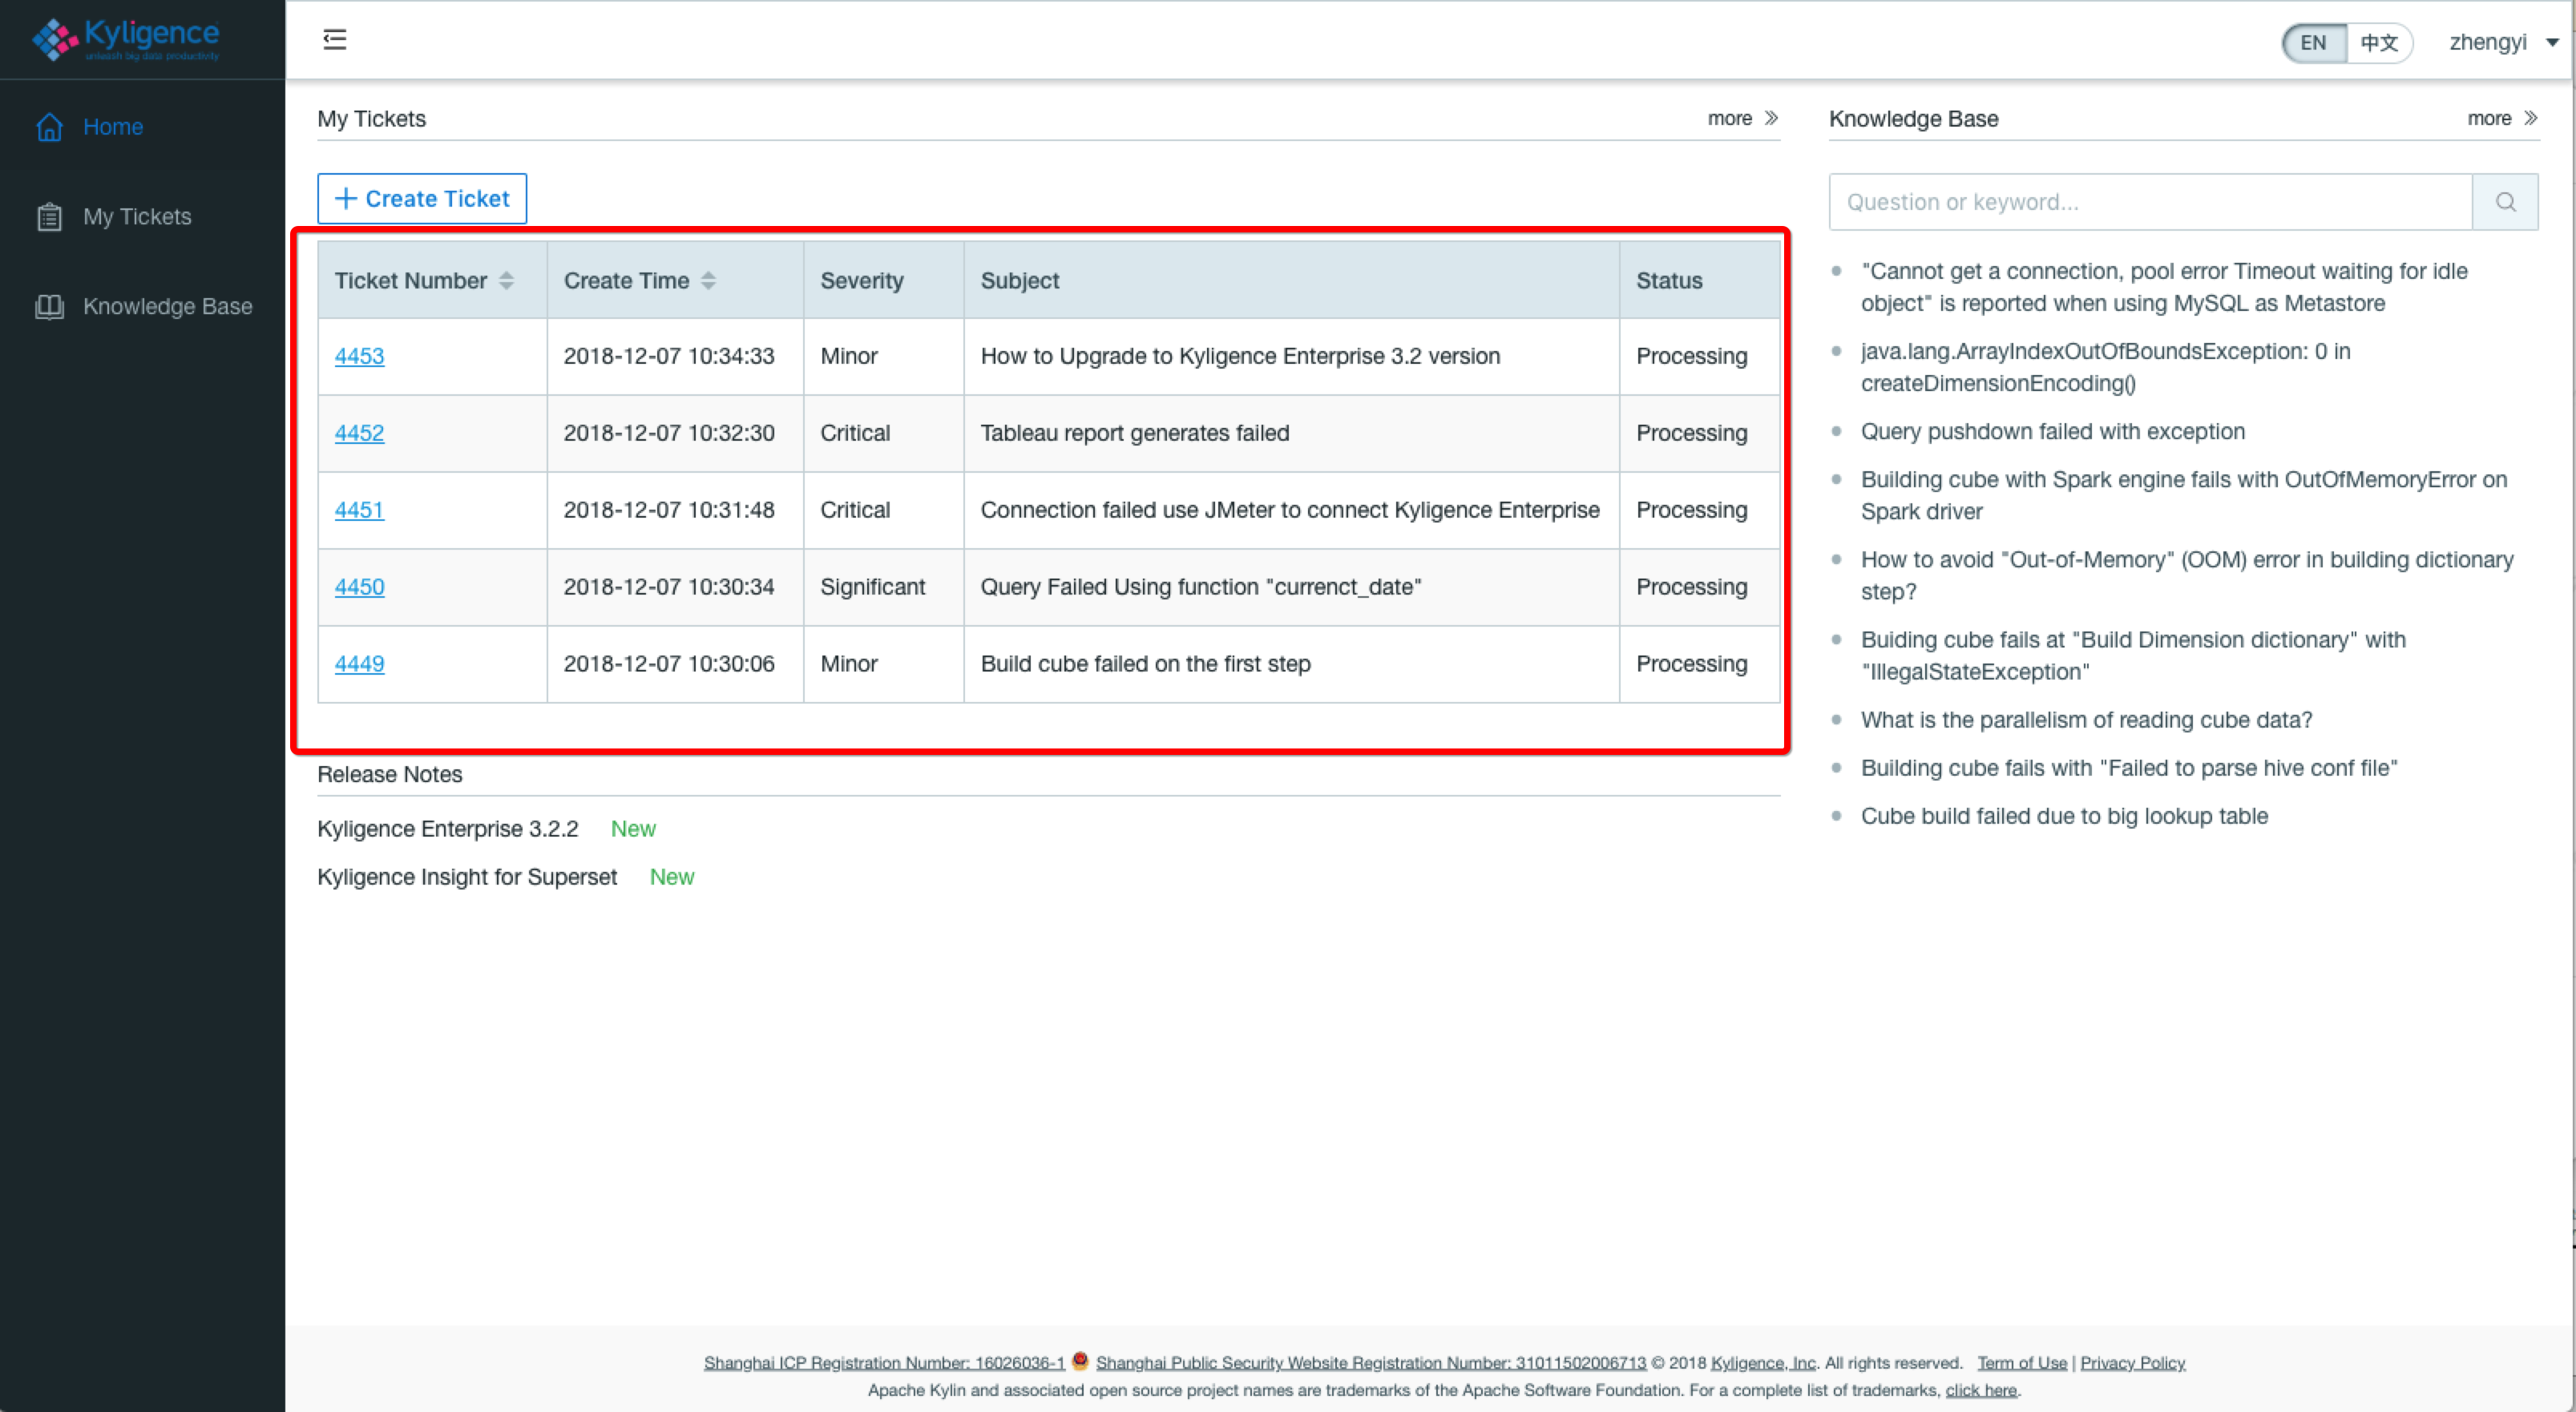 Kyligence
unleash big data productivity
EN 中文 zhengyi
Home
My Tickets
Knowledge Base
My Tickets more
Create Ticket
Ticket Number Create Time Severity Subject Status
4453 2018-12-07 10:34:33 Minor How to Upgrade to Kyligence Enterprise 3.2 version Processing
4452 2018-12-07 10:32:30 Critical Tableau report generates failed Processing
4451 2018-12-07 10:31:48 Critical Connection failed use JMeter to connect Kyligence Enterprise Processing
4450 2018-12-07 10:30:34 Significant Query Failed Using function "currenct_date" Processing
4449 2018-12-07 10:30:06 Minor Build cube failed on the first step Processing
Release Notes
Kyligence Enterprise 3.2.2 New
Kyligence Insight for Superset New
Knowledge Base more
Question or keyword...
"Cannot get a connection, pool error Timeout waiting for idle
object" is reported when using MySQL as Metastore
java.lang.ArrayIndexOutOfBoundsException: 0 in
createDimensionEncoding()
Query pushdown failed with exception
Building cube with Spark engine fails with OutOfMemoryError on
Spark driver
How to avoid "Out-of-Memory" (OOM) error in building dictionary
step?
Buiding cube fails at "Build Dimension dictionary" with
"IllegalStateException"
What is the parallelism of reading cube data?
Building cube fails with "Failed to parse hive conf file"
Cube build failed due to big lookup table
Shanghai ICP Registration Number: 16026036-1 Shanghai Public Security Website Registration Number: 31011502006713 © 2018 Kyligence, Inc. All rights reserved. Term of Use | Privacy Policy
Apache Kylin and associated open source project names are trademarks of the Apache Software Foundation. For a complete list of trademarks, click here.